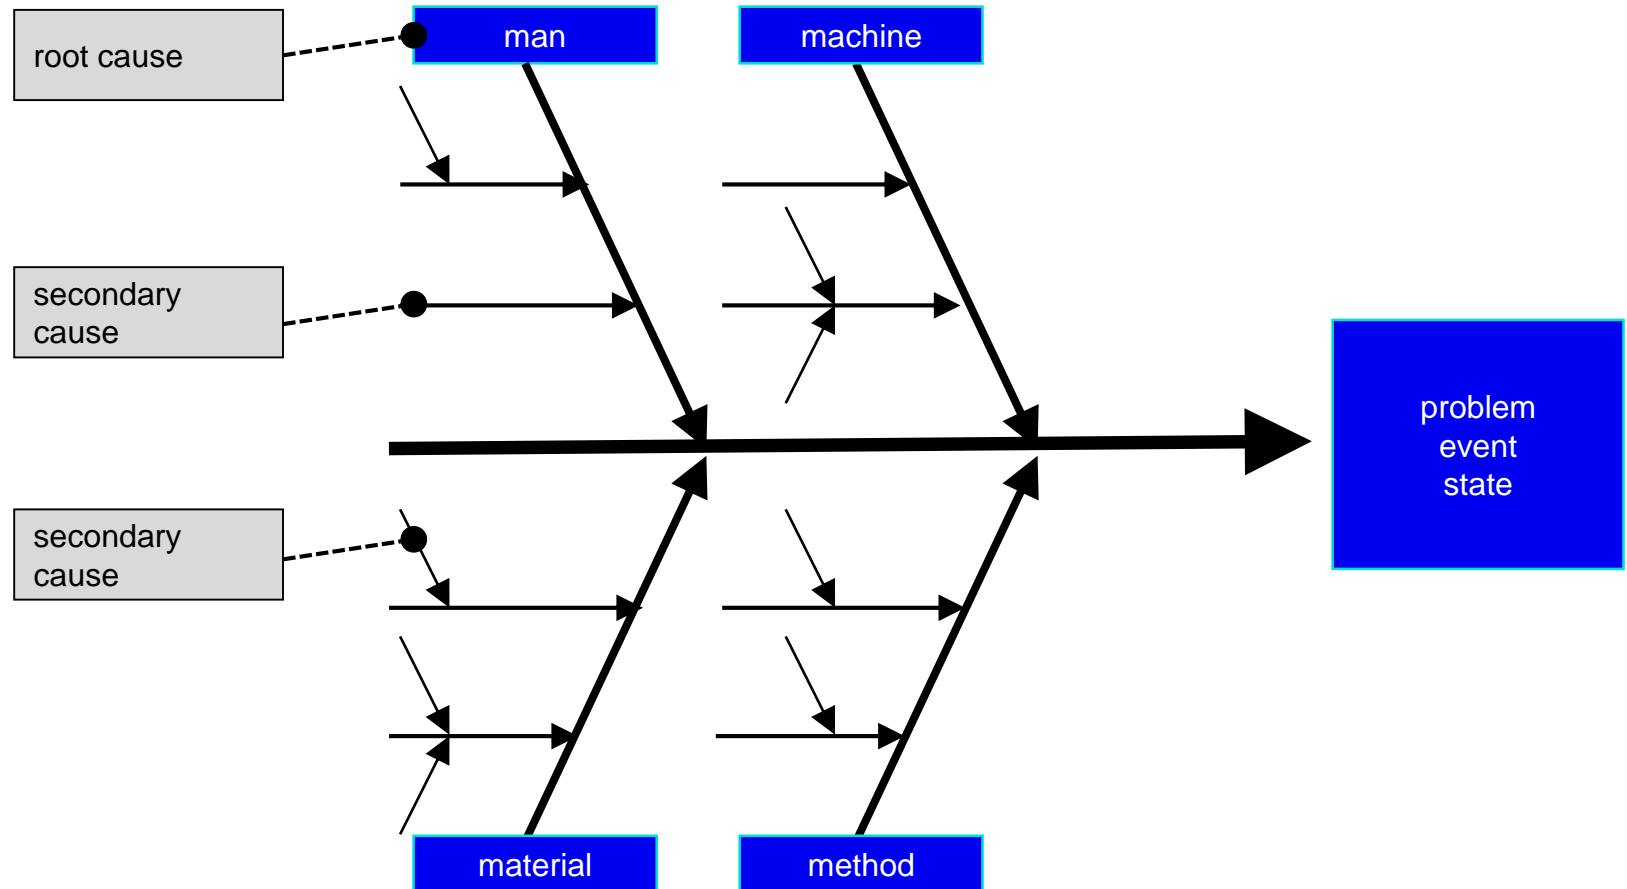 root cause
man
machine
secondary
cause
problem
event
state
secondary
cause
material
method